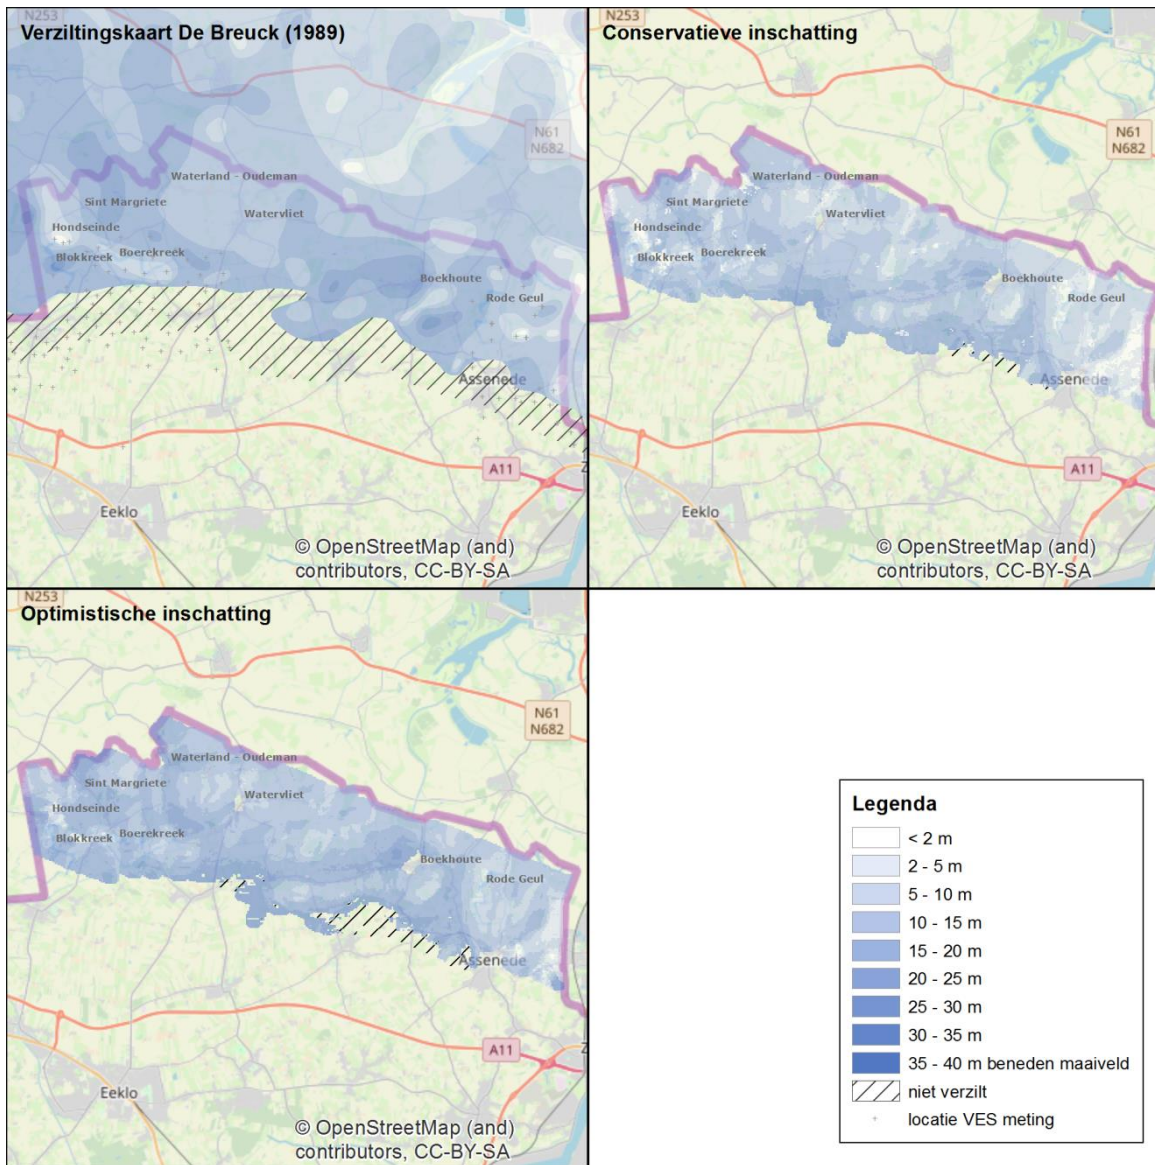 N253
Verziltingskaart De Breuck (1989)
N61
N682
Waterland - Oudeman
Sint Margriete
Watervliet
Hondseinde
Boerekreek
Blokkreek
Boekhoute
Rode Geul
Assenede
A11
Z
Eeklo
© OpenStreetMap (and)
contributors, CC-BY-SA
N253
Conservatieve inschatting
N61
N682
Waterland - Oudeman
Sint Margriete
Watervliet
Hondseinde
Boerekreek
Blokkreek
Boekhoute
Rode Geul
Assenede
A11
Z
Eeklo
© OpenStreetMap (and)
contributors, CC-BY-SA
N253
Optimistische inschatting
N61
N682
Waterland - Oudeman
Sint Margriete
Watervliet
Hondseinde
Boerekreek
Blokkreek
Boekhoute
Rode Geul
Assenede
A11
Z
Eeklo
© OpenStreetMap (and)
contributors, CC-BY-SA
Legenda
< 2 m
2 - 5 m
5 - 10 m
10 - 15 m
15 - 20 m
20 - 25 m
25 - 30 m
30 - 35 m
35 - 40 m beneden maaiveld
niet verzilt
locatie VES meting